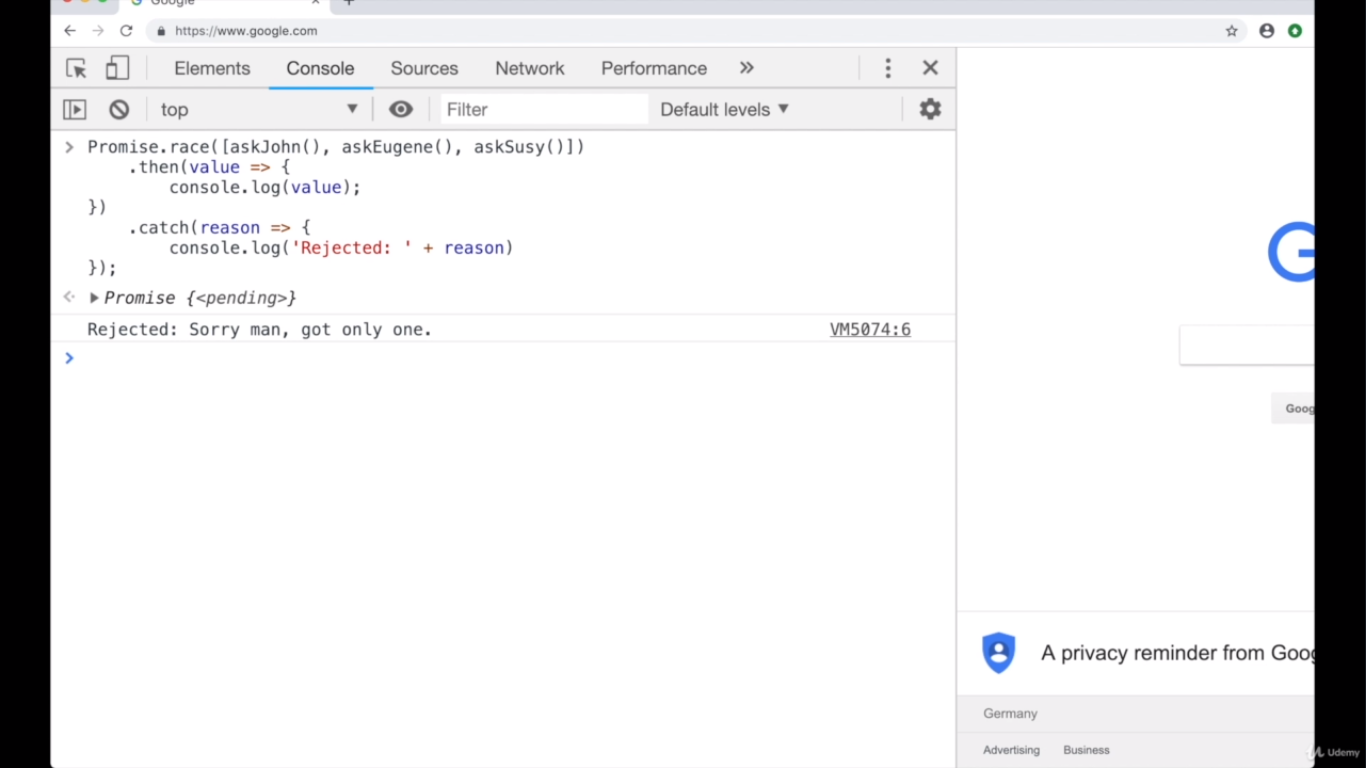 Google
https://www.google.com
Elements Console Sources Network Performance »
top Filter Default levels
Promise.race([askJohn(), askEugene(), askSusy()])
    .then(value => {
        console.log(value);
})
    .catch(reason => {
        console.log('Rejected: ' + reason)
});
Promise {<pending>}
Rejected: Sorry man, got only one. VM5074:6
G
Goog
A privacy reminder from Goog
Germany
Advertising Business
Udemy